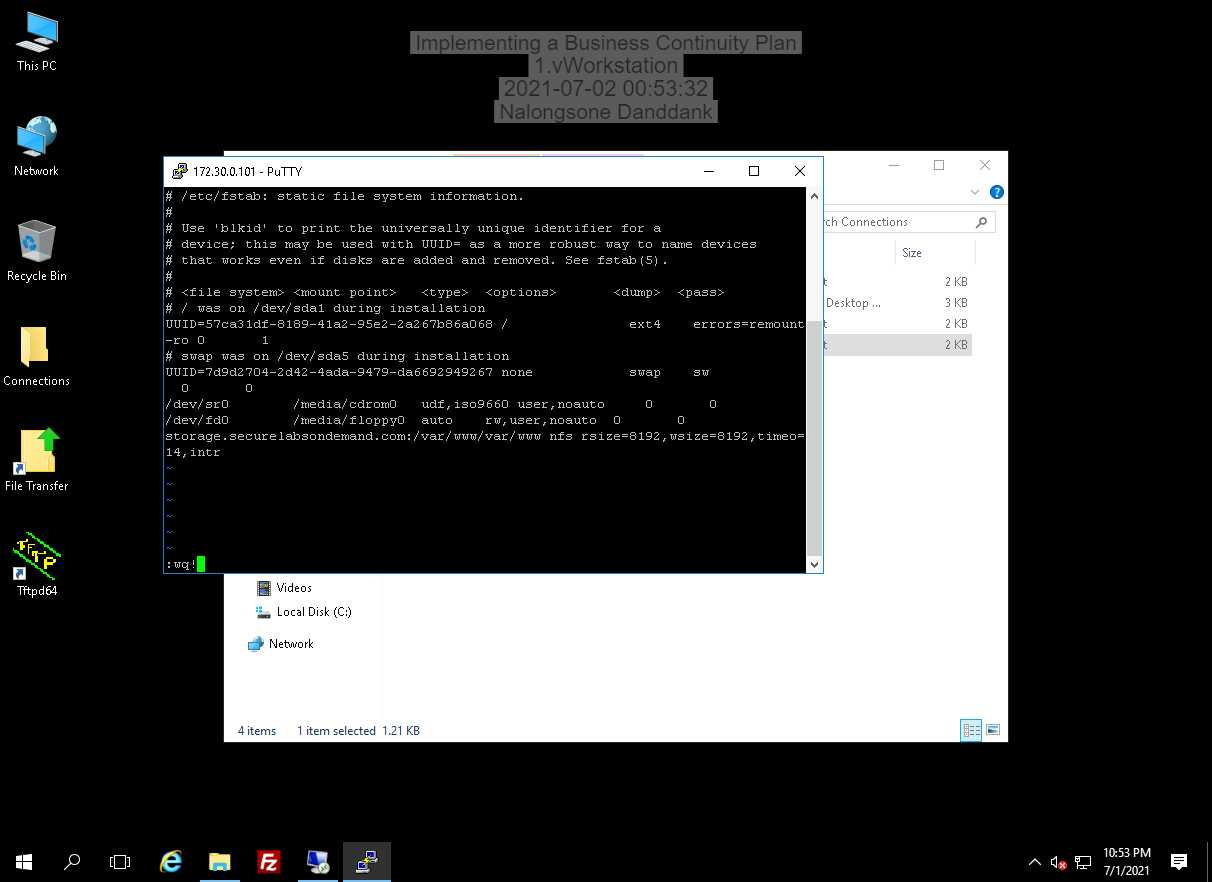 Implementing a Business Continuity Plan
1.vWorkstation
2021-07-02 00:53:32
Nalongsone Danddank
This PC
Network
Recycle Bin
Connections
File Transfer
TFTP
Tftpd64
172.30.0.101 - PuTTY
# /etc/fstab: static file system information.
#
# Use 'blkid' to print the universally unique identifier for a
# device; this may be used with UUID= as a more robust way to name devices
# that works even if disks are added and removed. See fstab(5).
#
# <file system> <mount point>   <type>  <options>       <dump>  <pass>
# / was on /dev/sda1 during installation
UUID=57ca31df-8189-41a2-95e2-2a267b86a068 /               ext4    errors=remount
-ro 0       1
# swap was on /dev/sda5 during installation
UUID=7d9d2704-2d42-4ada-9479-da6692949267 none            swap    sw
  0       0
/dev/sr0        /media/cdrom0   udf,iso9660 user,noauto     0       0
/dev/fd0        /media/floppy0  auto    rw,user,noauto  0       0
storage.securelabsondemand.com:/var/www/var/www nfs rsize=8192,wsize=8192,timeo=
14,intr
~
~
~
~
~
~
:wq!
?
ch Connections
Size
t 2 KB
Desktop ... 3 KB
t 2 KB
t 2 KB
Videos
Local Disk (C:)
Network
4 items 1 item selected 1.21 KB
Fz
10:53 PM
7/1/2021